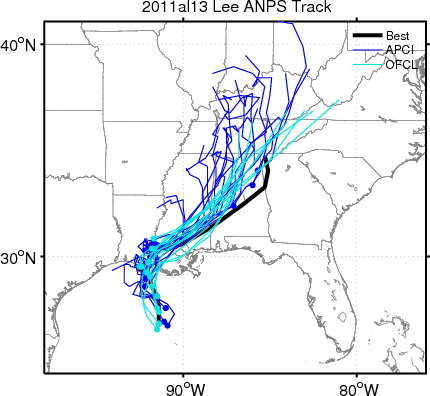 2011al13 Lee ANPS Track
40°N
Best
APCI
OFCL
30°N
90°W 80°W